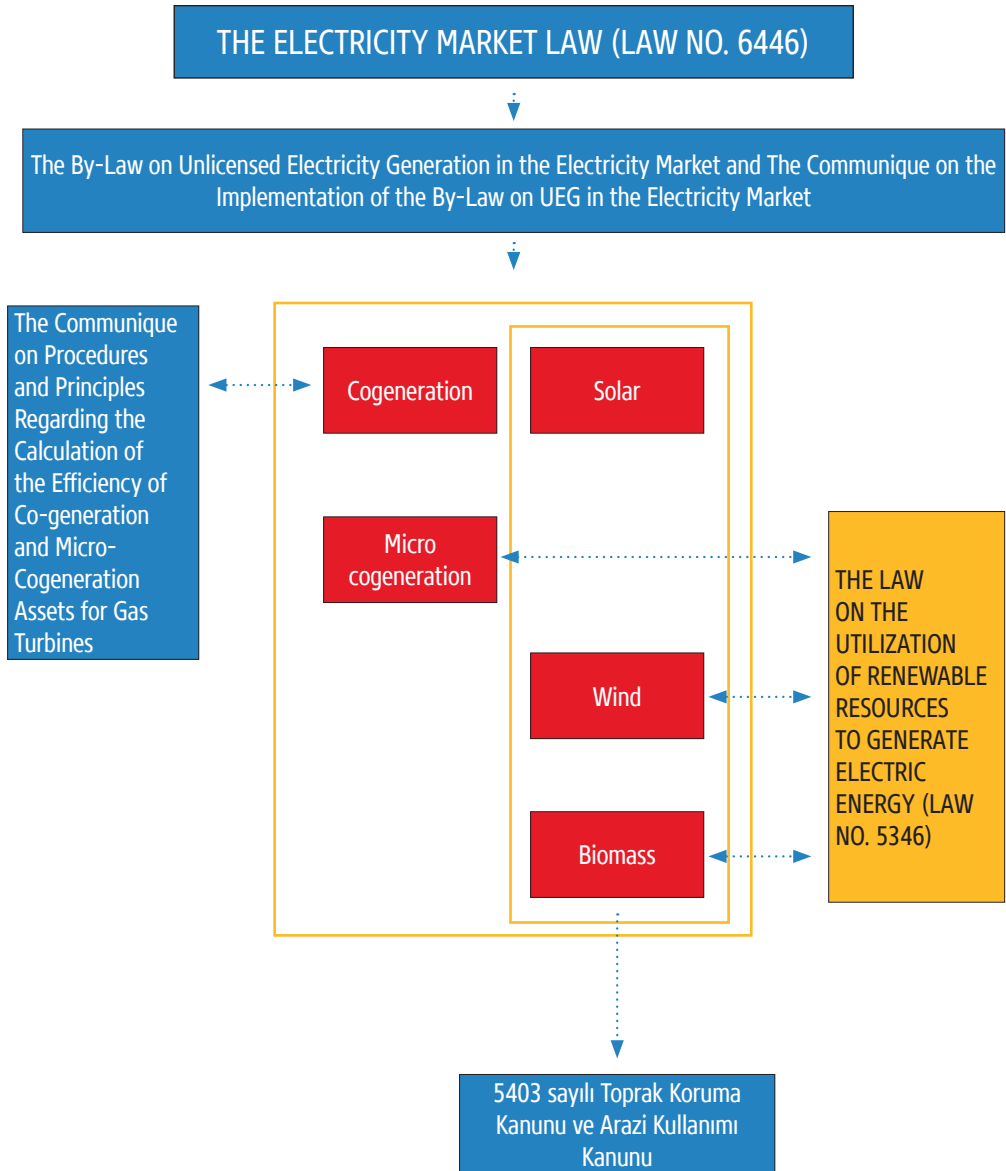 THE ELECTRICITY MARKET LAW (LAW NO. 6446)
The By-Law on Unlicensed Electricity Generation in the Electricity Market and The Communique on the
Implementation of the By-Law on UEG in the Electricity Market
The Communique
on Procedures
and Principles
Regarding the
Calculation of
the Efficiency of
Co-generation
and Micro-
Cogeneration
Assets for Gas
Turbines
Cogeneration
Solar
Micro
cogeneration
Wind
Biomass
THE LAW
ON THE
UTILIZATION
OF RENEWABLE
RESOURCES
TO GENERATE
ELECTRIC
ENERGY (LAW
NO. 5346)
5403 sayılı Toprak Koruma
Kanunu ve Arazi Kullanımı
Kanunu